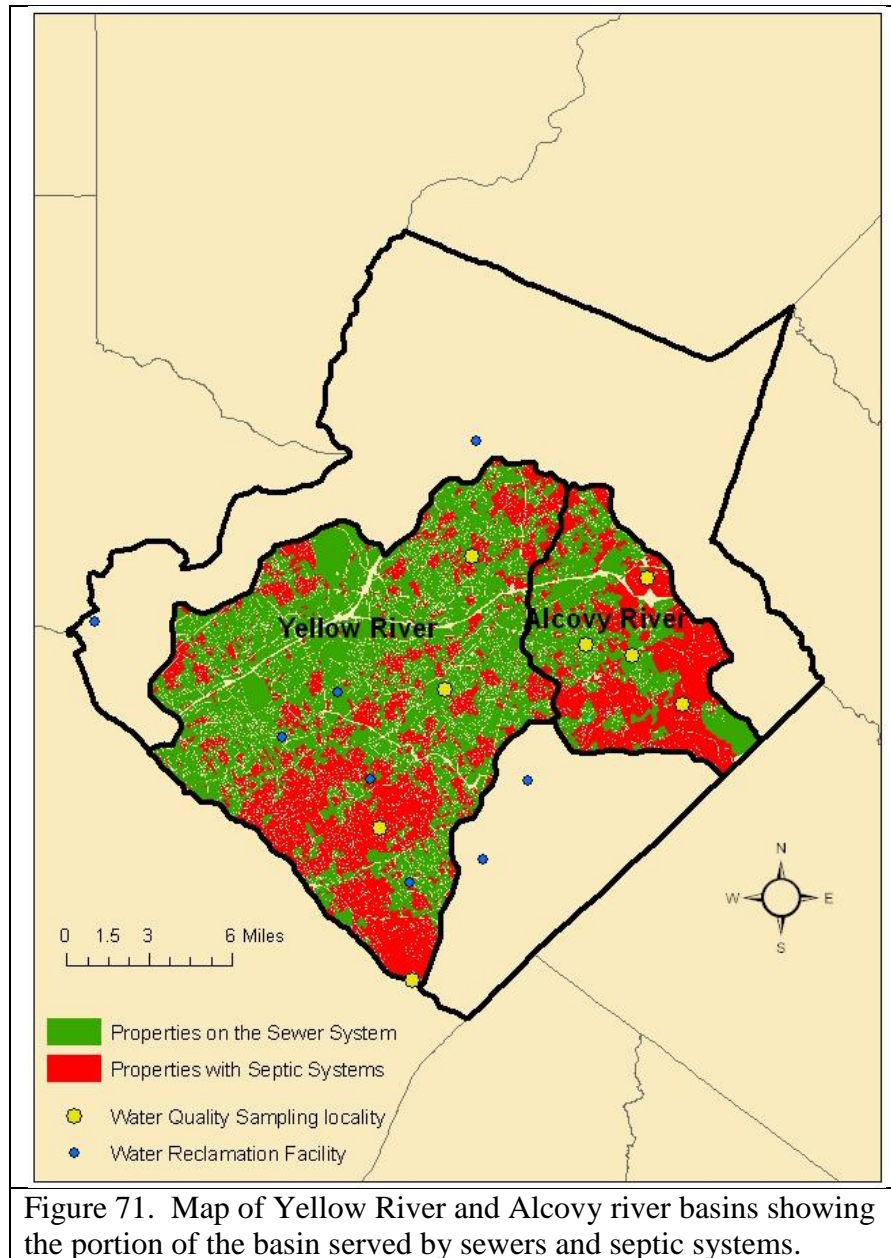 Yellow River
Alcovy River
N
W E
S
0 1.5 3 6 Miles
Properties on the Sewer System
Properties with Septic Systems
Water Quality Sampling locality
Water Reclamation Facility
Figure 71. Map of Yellow River and Alcovy river basins showing
the portion of the basin served by sewers and septic systems.